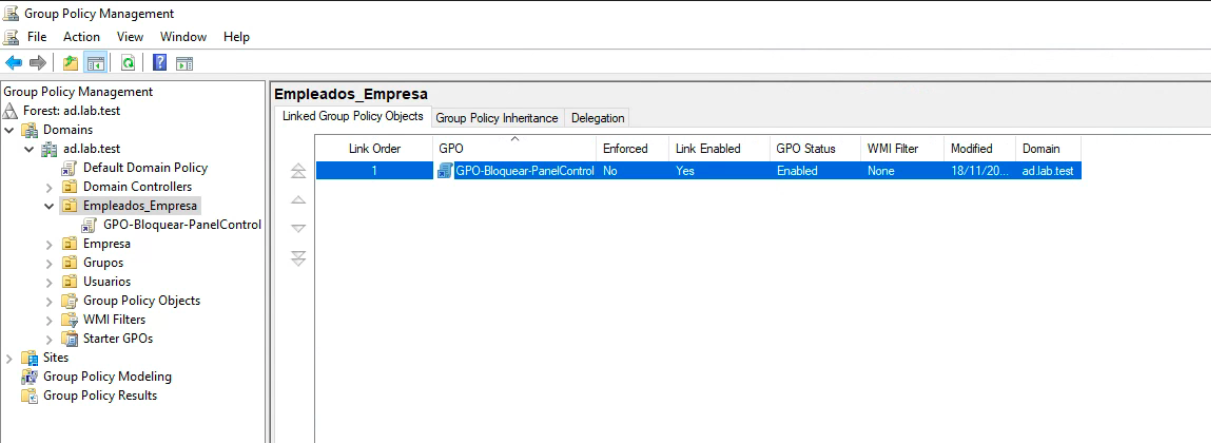 Group Policy Management
File Action View Window Help
Group Policy Management
Forest: ad.lab.test
Domains
ad.lab.test
Default Domain Policy
Domain Controllers
Empleados_Empresa
GPO-Bloquear-PanelControl
Empresa
Grupos
Usuarios
Group Policy Objects
WMI Filters
Starter GPOs
Sites
Group Policy Modeling
Group Policy Results
Empleados_Empresa
Linked Group Policy Objects Group Policy Inheritance Delegation
Link Order GPO Enforced Link Enabled GPO Status WMI Filter Modified Domain
1 GPO-Bloquear-PanelControl No Yes Enabled None 18/11/20... ad.lab.test